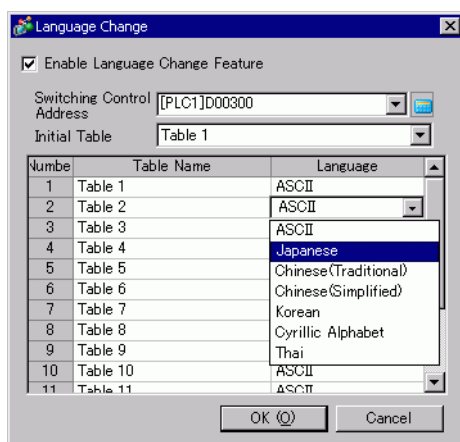 Language Change
Enable Language Change Feature
Switching Control Address [PLC1]D00300
Initial Table Table 1
Numbe Table Name Language
1 Table 1 ASCII
2 Table 2 ASCII
3 Table 3 ASCII
4 Table 4 Japanese
5 Table 5 Chinese(Traditional)
6 Table 6 Chinese(Simplified)
7 Table 7 Korean
8 Table 8 Cyrillic Alphabet
9 Table 9 Thai
10 Table 10 ASCII
11 Table 11 ASCII
OK (O) Cancel